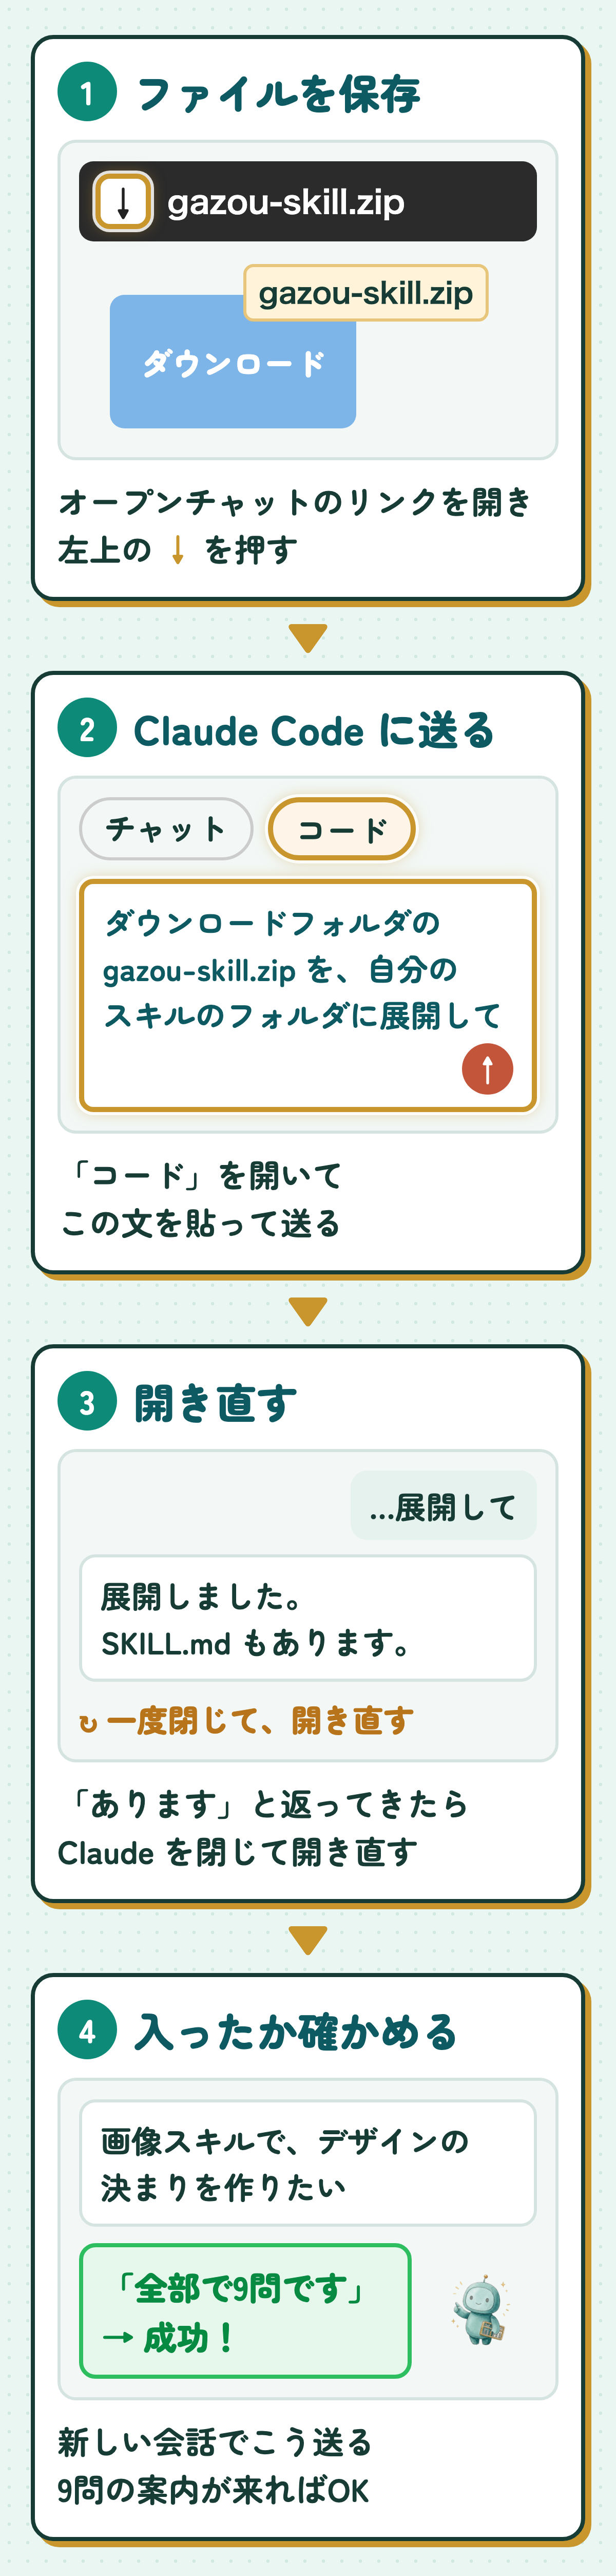 1 ファイルを保存
↓ gazou-skill.zip
gazou-skill.zip
ダウンロード
オープンチャットのリンクを開き
左上の ↓ を押す
2 Claude Code に送る
チャット コード
ダウンロードフォルダの
gazou-skill.zip を、自分の
スキルのフォルダに展開して
↑
「コード」を開いて
この文を貼って送る
3 開き直す
…展開して
展開しました。
SKILL.md もあります。
↻ 一度閉じて、開き直す
「あります」と返ってきたら
Claude を閉じて開き直す
4 入ったか確かめる
画像スキルで、デザインの
決まりを作りたい
「全部で9問です」
→ 成功！
新しい会話でこう送る
9問の案内が来ればOK